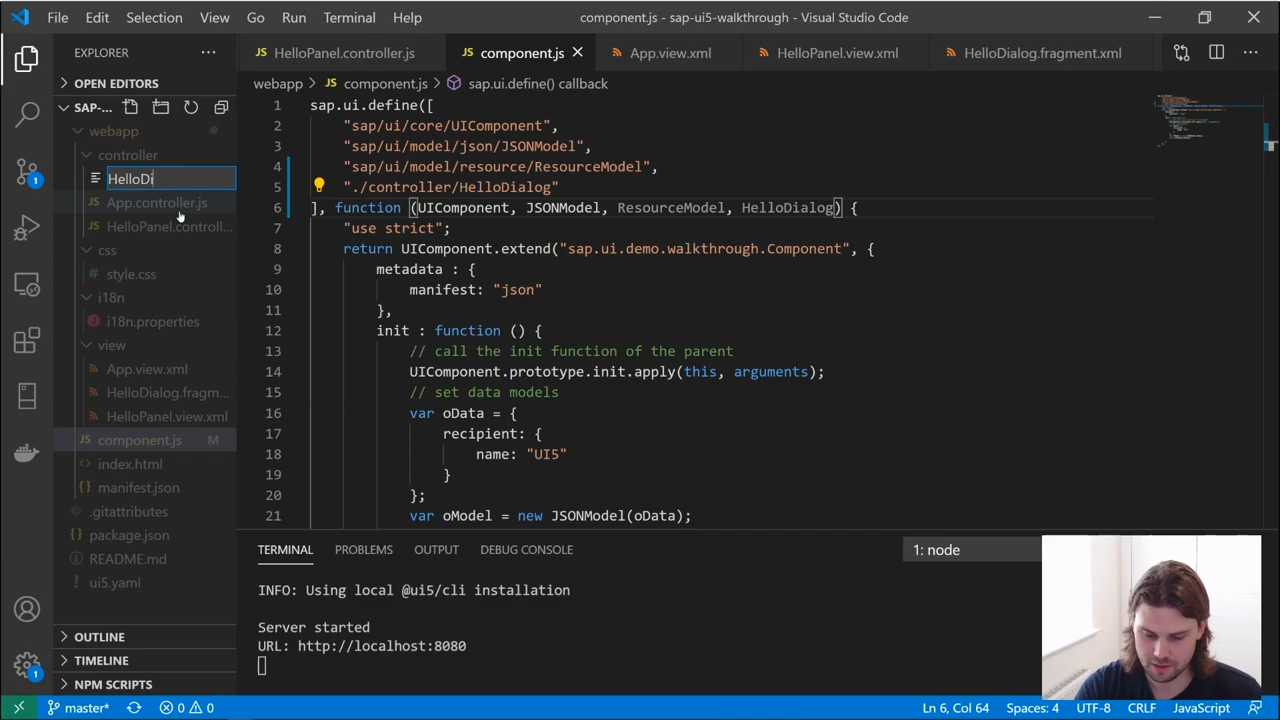 File Edit Selection View Go Run Terminal Help
component.js - sap-ui5-walkthrough - Visual Studio Code
EXPLORER
OPEN EDITORS
SAP-...
webapp
controller
HelloDi
App.controller.js
HelloPanel.controll...
css
style.css
i18n
i18n.properties
view
App.view.xml
HelloDialog.fragm...
HelloPanel.view.xml
component.js M
index.html
manifest.json
.gitattributes
package.json
README.md
ui5.yaml
OUTLINE
TIMELINE
NPM SCRIPTS
1
1
HelloPanel.controller.js component.js App.view.xml HelloPanel.view.xml HelloDialog.fragment.xml
webapp > component.js > sap.ui.define() callback
1 sap.ui.define([
2 "sap/ui/core/UIComponent",
3 "sap/ui/model/json/JSONModel",
4 "sap/ui/model/resource/ResourceModel",
5 "./controller/HelloDialog"
6 ], function (UIComponent, JSONModel, ResourceModel, HelloDialog) {
7 "use strict";
8 return UIComponent.extend("sap.ui.demo.walkthrough.Component", {
9 metadata : {
10 manifest: "json"
11 },
12 init : function () {
13 // call the init function of the parent
14 UIComponent.prototype.init.apply(this, arguments);
15 // set data models
16 var oData = {
17 recipient: {
18 name: "UI5"
19 }
20 };
21 var oModel = new JSONModel(oData);
TERMINAL PROBLEMS OUTPUT DEBUG CONSOLE
1: node
INFO: Using local @ui5/cli installation
Server started
URL: http://localhost:8080
master* 0 0 Ln 6, Col 64 Spaces: 4 UTF-8 CRLF JavaScript